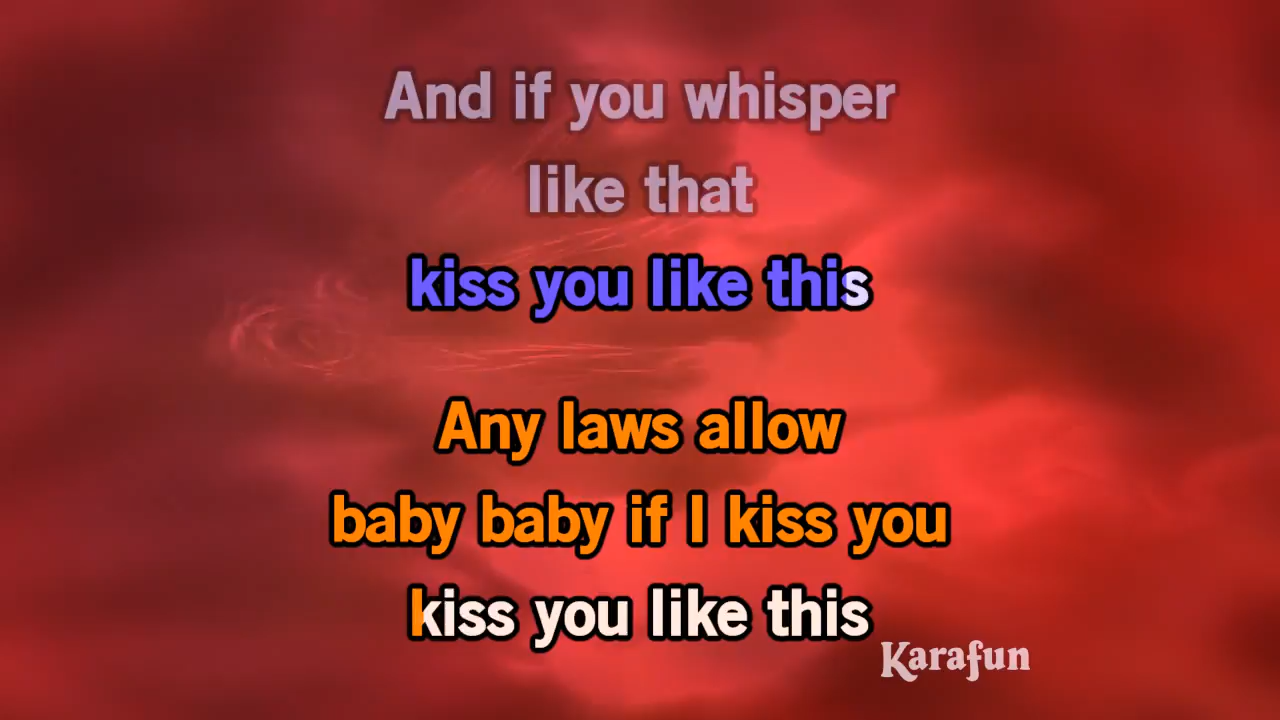 And if you whisper
like that
kiss you like this
Any laws allow
baby baby if I kiss you
kiss you like this
Karafun